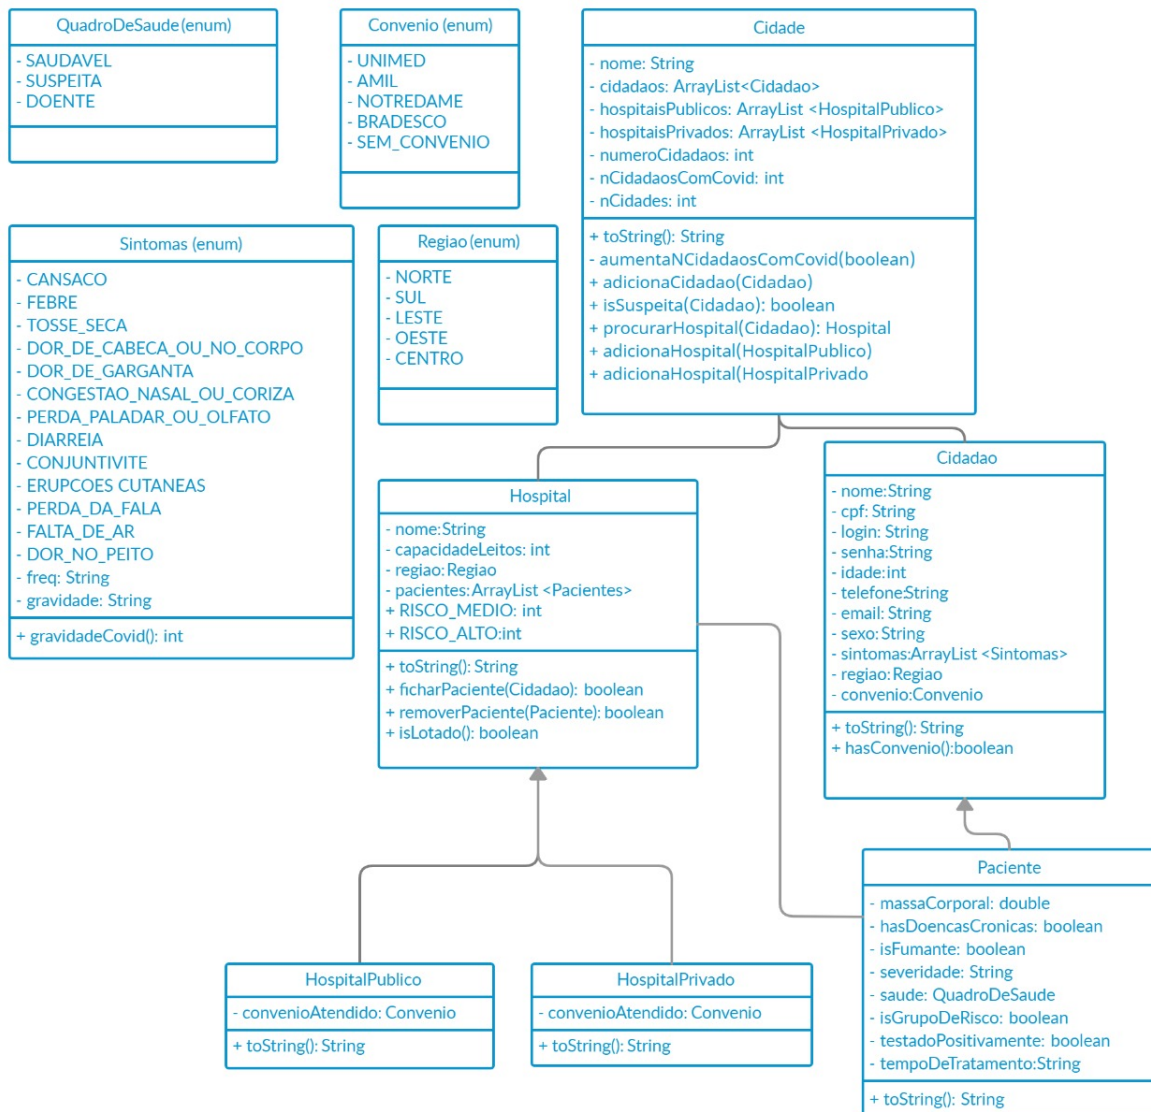 QuadroDeSaude (enum)
- SAUDAVEL
- SUSPEITA
- DOENTE
Convenio (enum)
- UNIMED
- AMIL
- NOTREDAME
- BRADESCO
- SEM_CONVENIO
Cidade
- nome: String
- cidadaos: ArrayList<Cidadao>
- hospitaisPublicos: ArrayList <HospitalPublico>
- hospitaisPrivados: ArrayList <HospitalPrivado>
- numeroCidadaos: int
- nCidadaosComCovid: int
- nCidades: int
+ toString(): String
- aumentaNCidadaosComCovid(boolean)
+ adicionaCidadao(Cidadao)
+ isSuspeita(Cidadao): boolean
+ procurarHospital(Cidadao): Hospital
+ adicionaHospital(HospitalPublico)
+ adicionaHospital(HospitalPrivado
Sintomas (enum)
- CANSACO
- FEBRE
- TOSSE_SECA
- DOR_DE_CABECA_OU_NO_CORPO
- DOR_DE_GARGANTA
- CONGESTAO_NASAL_OU_CORIZA
- PERDA_PALADAR_OU_OLFATO
- DIARREIA
- CONJUNTIVITE
- ERUPCOES CUTANEAS
- PERDA_DA_FALA
- FALTA_DE_AR
- DOR_NO_PEITO
- freq: String
- gravidade: String
+ gravidadeCovid(): int
Regiao (enum)
- NORTE
- SUL
- LESTE
- OESTE
- CENTRO
Hospital
- nome:String
- capacidadeLeitos: int
- regiao:Regiao
- pacientes:ArrayList <Pacientes>
+ RISCO_MEDIO: int
+ RISCO_ALTO:int
+ toString(): String
+ ficharPaciente(Cidadao): boolean
+ removerPaciente(Paciente): boolean
+ isLotado(): boolean
Cidadao
- nome:String
- cpf: String
- login: String
- senha:String
- idade:int
- telefone:String
- email: String
- sexo: String
- sintomas:ArrayList <Sintomas>
- regiao:Regiao
- convenio:Convenio
+ toString(): String
+ hasConvenio():boolean
HospitalPublico
- convenioAtendido: Convenio
+ toString(): String
HospitalPrivado
- convenioAtendido: Convenio
+ toString(): String
Paciente
- massaCorporal: double
- hasDoencasCronicas: boolean
- isFumante: boolean
- severidade: String
- saude: QuadroDeSaude
- isGrupoDeRisco: boolean
- testadoPositivamente: boolean
- tempoDeTratamento:String
+ toString(): String